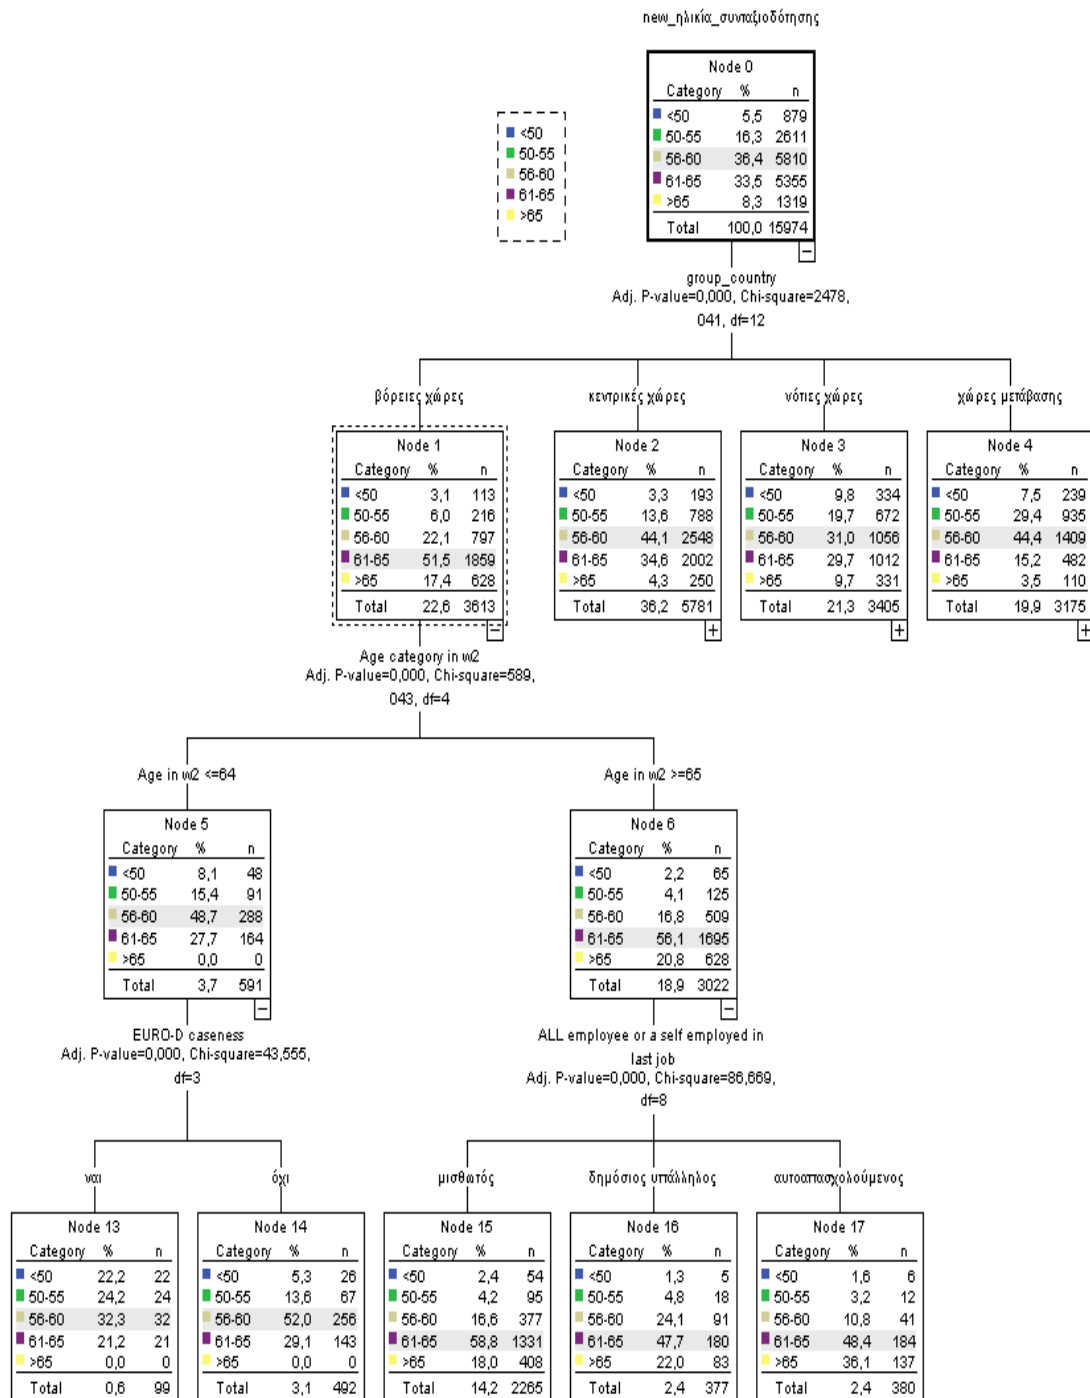 new_ηλικία_συνταξιοδότησης
Node 0
Category % n
<50 5,5 879
50-55 16,3 2611
56-60 36,4 5810
61-65 33,5 5355
>65 8,3 1319
Total 100,0 15974
<50
50-55
56-60
61-65
>65
group_country
Adj. P-value=0,000, Chi-square=2478,
041, df=12
βόρειες χώρες
κεντρικές χώρες
νότιες χώρες
χώρες μετάβασης
Node 1
Category % n
<50 3,1 113
50-55 6,0 216
56-60 22,1 797
61-65 51,5 1859
>65 17,4 628
Total 22,6 3613
Node 2
Category % n
<50 3,3 193
50-55 13,6 788
56-60 44,1 2548
61-65 34,6 2002
>65 4,3 250
Total 36,2 5781
Node 3
Category % n
<50 9,8 334
50-55 19,7 672
56-60 31,0 1056
61-65 29,7 1012
>65 9,7 331
Total 21,3 3405
Node 4
Category % n
<50 7,5 239
50-55 29,4 935
56-60 44,4 1409
61-65 15,2 482
>65 3,5 110
Total 19,9 3175
Age category in w2
Adj. P-value=0,000, Chi-square=589,
043, df=4
Age in w2 <=64
Age in w2 >=65
Node 5
Category % n
<50 8,1 48
50-55 15,4 91
56-60 48,7 288
61-65 27,7 164
>65 0,0 0
Total 3,7 591
Node 6
Category % n
<50 2,2 65
50-55 4,1 125
56-60 16,8 509
61-65 56,1 1695
>65 20,8 628
Total 18,9 3022
EURO-D caseness
Adj. P-value=0,000, Chi-square=43,555,
df=3
ALL employee or a self employed in
last job
Adj. P-value=0,000, Chi-square=86,669,
df=8
ναι
όχι
μισθωτός
δημόσιος υπάλληλος
αυτοαπασχολούμενος
Node 13
Category % n
<50 22,2 22
50-55 24,2 24
56-60 32,3 32
61-65 21,2 21
>65 0,0 0
Total 0,6 99
Node 14
Category % n
<50 5,3 26
50-55 13,6 67
56-60 52,0 256
61-65 29,1 143
>65 0,0 0
Total 3,1 492
Node 15
Category % n
<50 2,4 54
50-55 4,2 95
56-60 16,6 377
61-65 58,8 1331
>65 18,0 408
Total 14,2 2265
Node 16
Category % n
<50 1,3 5
50-55 4,8 18
56-60 24,1 91
61-65 47,7 180
>65 22,0 83
Total 2,4 377
Node 17
Category % n
<50 1,6 6
50-55 3,2 12
56-60 10,8 41
61-65 48,4 184
>65 36,1 137
Total 2,4 380